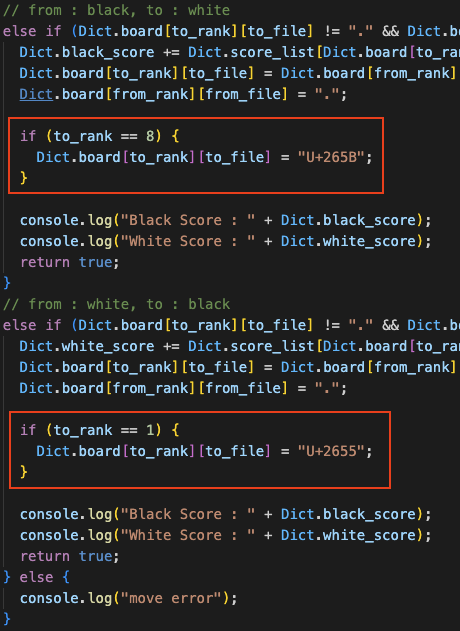 // from : black, to : white
else if (Dict.board[to_rank][to_file] != "." && Dict.b
Dict.black_score += Dict.score_list[Dict.board[to_ra
Dict.board[to_rank][to_file] = Dict.board[from_rank]
Dict.board[from_rank][from_file] = ".";
if (to_rank == 8) {
Dict.board[to_rank][to_file] = "U+265B";
}
console.log("Black Score : " + Dict.black_score);
console.log("White Score : " + Dict.white_score);
return true;
}
// from : white, to : black
else if (Dict.board[to_rank][to_file] != "." && Dict.b
Dict.white_score += Dict.score_list[Dict.board[to_ra
Dict.board[to_rank][to_file] = Dict.board[from_rank]
Dict.board[from_rank][from_file] = ".";
if (to_rank == 1) {
Dict.board[to_rank][to_file] = "U+2655";
}
console.log("Black Score : " + Dict.black_score);
console.log("White Score : " + Dict.white_score);
return true;
} else {
console.log("move error");
}